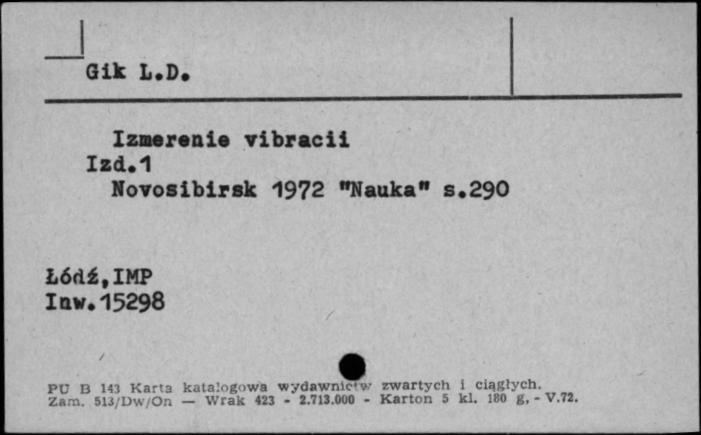 Gik L.D.
Izmerenie vibracii
Izd.1
Novosibirsk 1972 "Nauka" s.290
Łódź,IMP
Inw.15298
PU B 143 Karta katalogowa wydawnictw zwartych i ciągłych.
Zam. 513/Dw/On — Wrak 423 - 2.713.000 - Karton 5 kl. 180 g, - V.72.